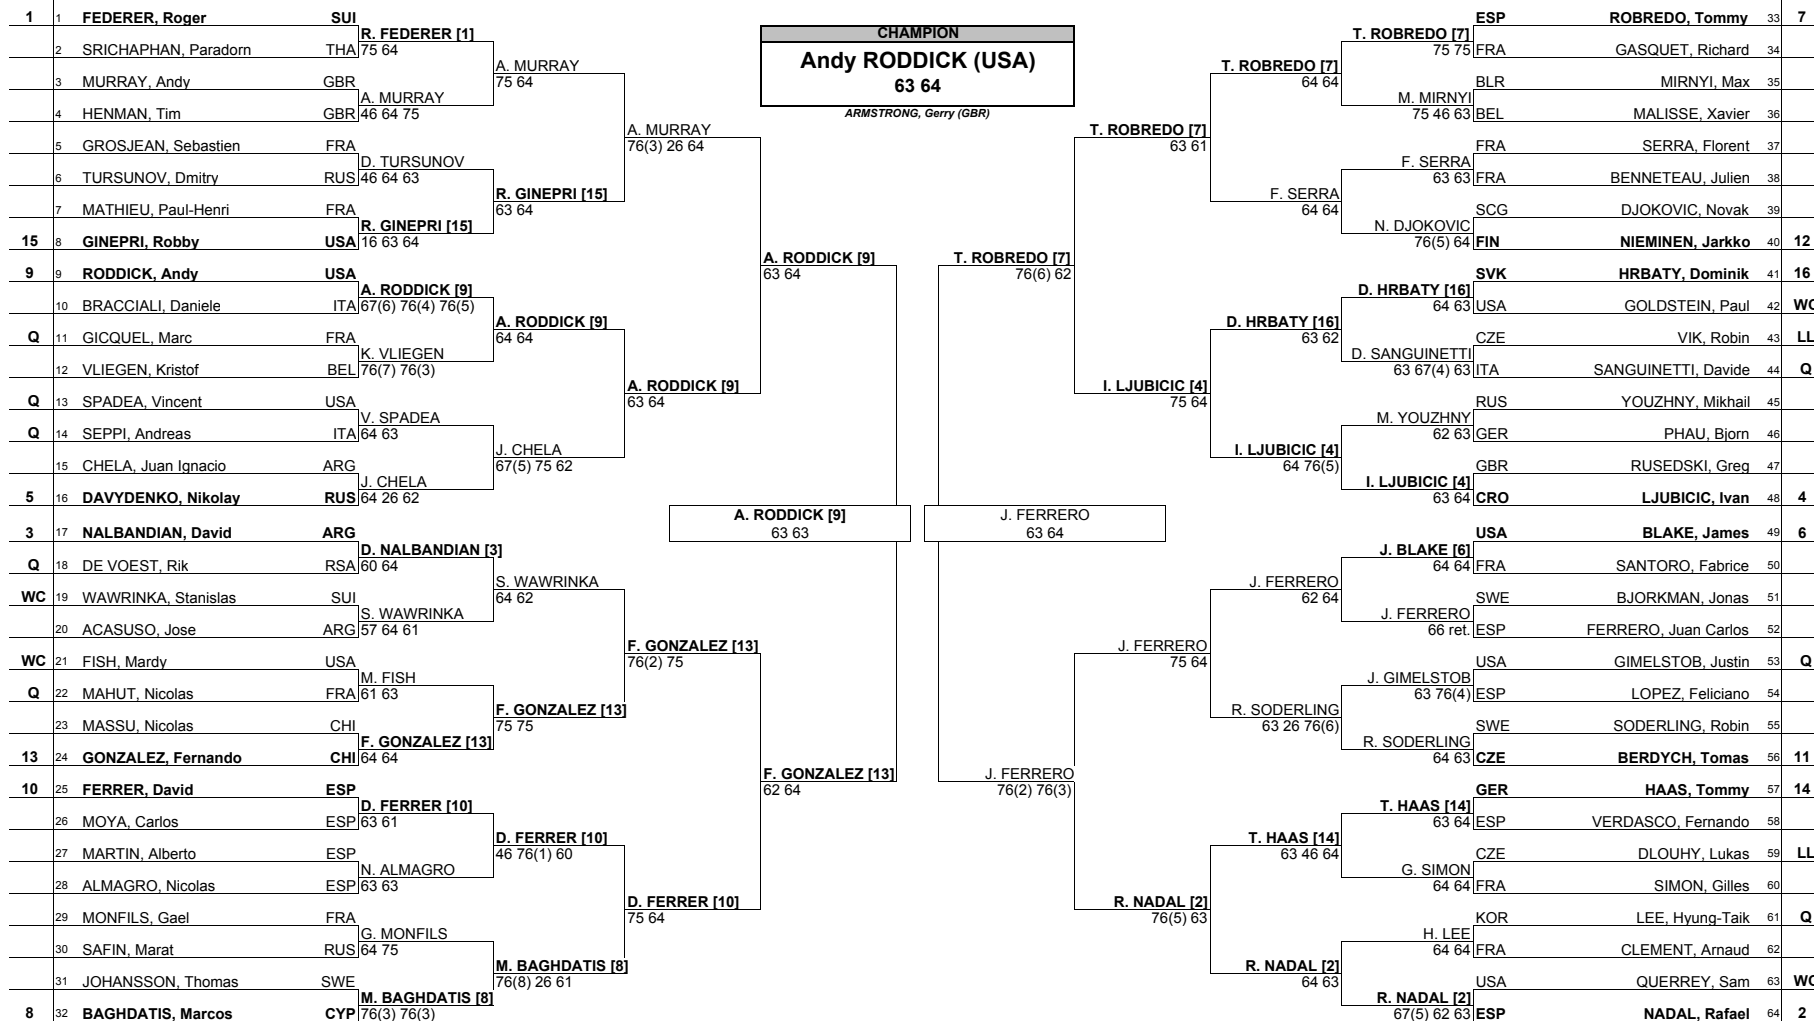 CHAMPION
Andy RODDICK (USA)
63 64
ARMSTRONG, Gerry (GBR)
1 1 FEDERER, Roger SUI
R. FEDERER [1]
2 SRICHAPHAN, Paradorn THA 75 64
A. MURRAY
3 MURRAY, Andy GBR 75 64
A. MURRAY
4 HENMAN, Tim GBR 46 64 75
A. MURRAY
5 GROSJEAN, Sebastien FRA 76(3) 26 64
D. TURSUNOV
6 TURSUNOV, Dmitry RUS 46 64 63
R. GINEPRI [15]
7 MATHIEU, Paul-Henri FRA 63 64
R. GINEPRI [15]
15 8 GINEPRI, Robby USA 16 63 64
A. RODDICK [9]
9 9 RODDICK, Andy USA 63 64
A. RODDICK [9]
10 BRACCIALI, Daniele ITA 67(6) 76(4) 76(5)
A. RODDICK [9]
Q 11 GICQUEL, Marc FRA 64 64
K. VLIEGEN
12 VLIEGEN, Kristof BEL 76(7) 76(3)
A. RODDICK [9]
Q 13 SPADEA, Vincent USA 63 64
V. SPADEA
Q 14 SEPPI, Andreas ITA 64 63
J. CHELA
15 CHELA, Juan Ignacio ARG 67(5) 75 62
J. CHELA
5 16 DAVYDENKO, Nikolay RUS 64 26 62
A. RODDICK [9]
63 63
3 17 NALBANDIAN, David ARG
D. NALBANDIAN [3]
Q 18 DE VOEST, Rik RSA 60 64
S. WAWRINKA
WC 19 WAWRINKA, Stanislas SUI 64 62
S. WAWRINKA
20 ACASUSO, Jose ARG 57 64 61
F. GONZALEZ [13]
WC 21 FISH, Mardy USA 76(2) 75
M. FISH
Q 22 MAHUT, Nicolas FRA 61 63
F. GONZALEZ [13]
23 MASSU, Nicolas CHI 75 75
F. GONZALEZ [13]
13 24 GONZALEZ, Fernando CHI 64 64
F. GONZALEZ [13]
10 25 FERRER, David ESP 62 64
D. FERRER [10]
26 MOYA, Carlos ESP 63 61
D. FERRER [10]
27 MARTIN, Alberto ESP 46 76(1) 60
N. ALMAGRO
28 ALMAGRO, Nicolas ESP 63 63
D. FERRER [10]
29 MONFILS, Gael FRA 75 64
G. MONFILS
30 SAFIN, Marat RUS 64 75
M. BAGHDATIS [8]
31 JOHANSSON, Thomas SWE 76(8) 26 61
M. BAGHDATIS [8]
8 32 BAGHDATIS, Marcos CYP 76(3) 76(3)
ESP ROBREDO, Tommy 33 7
T. ROBREDO [7]
75 75 FRA GASQUET, Richard 34
T. ROBREDO [7]
64 64 BLR MIRNYI, Max 35
M. MIRNYI
75 46 63 BEL MALISSE, Xavier 36
T. ROBREDO [7]
63 61 FRA SERRA, Florent 37
F. SERRA
63 63 FRA BENNETEAU, Julien 38
F. SERRA
64 64 SCG DJOKOVIC, Novak 39
N. DJOKOVIC
76(5) 64 FIN NIEMINEN, Jarkko 40 12
T. ROBREDO [7]
76(6) 62 SVK HRBATY, Dominik 41 16
D. HRBATY [16]
64 63 USA GOLDSTEIN, Paul 42 WC
D. HRBATY [16]
63 62 CZE VIK, Robin 43 LL
D. SANGUINETTI
63 67(4) 63 ITA SANGUINETTI, Davide 44 Q
I. LJUBICIC [4]
75 64 RUS YOUZHNY, Mikhail 45
M. YOUZHNY
62 63 GER PHAU, Bjorn 46
I. LJUBICIC [4]
64 76(5) GBR RUSEDSKI, Greg 47
I. LJUBICIC [4]
63 64 CRO LJUBICIC, Ivan 48 4
J. FERRERO
63 64
USA BLAKE, James 49 6
J. BLAKE [6]
64 64 FRA SANTORO, Fabrice 50
J. FERRERO
62 64 SWE BJORKMAN, Jonas 51
J. FERRERO
66 ret. ESP FERRERO, Juan Carlos 52
J. FERRERO
75 64 USA GIMELSTOB, Justin 53 Q
J. GIMELSTOB
63 76(4) ESP LOPEZ, Feliciano 54
R. SODERLING
63 26 76(6) SWE SODERLING, Robin 55
R. SODERLING
64 63 CZE BERDYCH, Tomas 56 11
J. FERRERO
76(2) 76(3) GER HAAS, Tommy 57 14
T. HAAS [14]
63 64 ESP VERDASCO, Fernando 58
T. HAAS [14]
63 46 64 CZE DLOUHY, Lukas 59 LL
G. SIMON
64 64 FRA SIMON, Gilles 60
R. NADAL [2]
76(5) 63 KOR LEE, Hyung-Taik 61 Q
H. LEE
64 64 FRA CLEMENT, Arnaud 62
R. NADAL [2]
64 63 USA QUERREY, Sam 63 WC
R. NADAL [2]
67(5) 62 63 ESP NADAL, Rafael 64 2